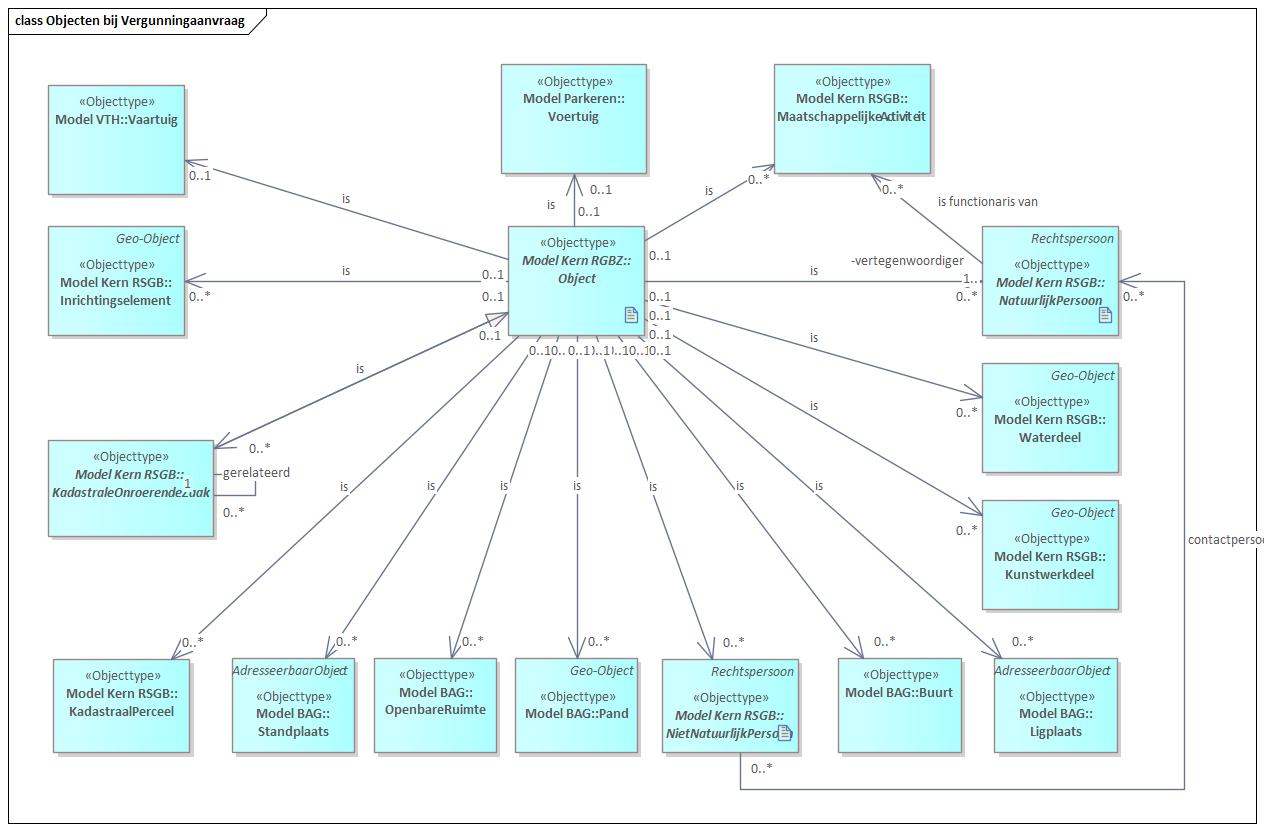 class Objecten bij Vergunningaanvraag
«Objecttype»
Model VTH::Vaartuig
«Objecttype»
Model Parkeren::
Voertuig
«Objecttype»
Model Kern RSGB::
MaatschappelijkeActiviteit
0..1
is
0..1
is
0..1
is
0..*
0..*
is functionaris van
Geo-Object
«Objecttype»
Model Kern RSGB::
Inrichtingselement
is
0..*
0..1
0..1
0..1
«Objecttype»
Model Kern RGBZ::
Object
0..1
0..1
0..1
0..1
0..1
is
-vertegenwoordiger
1..
0..*
Rechtspersoon
«Objecttype»
Model Kern RSGB::
NatuurlijkPersoon
0..*
is
0..*
Geo-Object
«Objecttype»
Model Kern RSGB::
Waterdeel
is
0..*
Geo-Object
«Objecttype»
Model Kern RSGB::
Kunstwerkdeel
is
0..*
«Objecttype»
Model Kern RSGB::
KadastraleOnroerendeZaak
1
gerelateerd
0..*
0..1
0..
0..1
)..1
)..1
0..1
is
is
is
is
is
is
is
contactperso
0..*
0..*
0..*
0..*
0..*
0..*
0..*
«Objecttype»
Model Kern RSGB::
KadastraalPerceel
AdresseerbaarObject
«Objecttype»
Model BAG::
Standplaats
«Objecttype»
Model BAG::
OpenbareRuimte
Geo-Object
«Objecttype»
Model BAG::Pand
Rechtspersoon
«Objecttype»
Model Kern RSGB::
NietNatuurlijkPerso
«Objecttype»
Model BAG::Buurt
AdresseerbaarObject
«Objecttype»
Model BAG::
Ligplaats
0..*